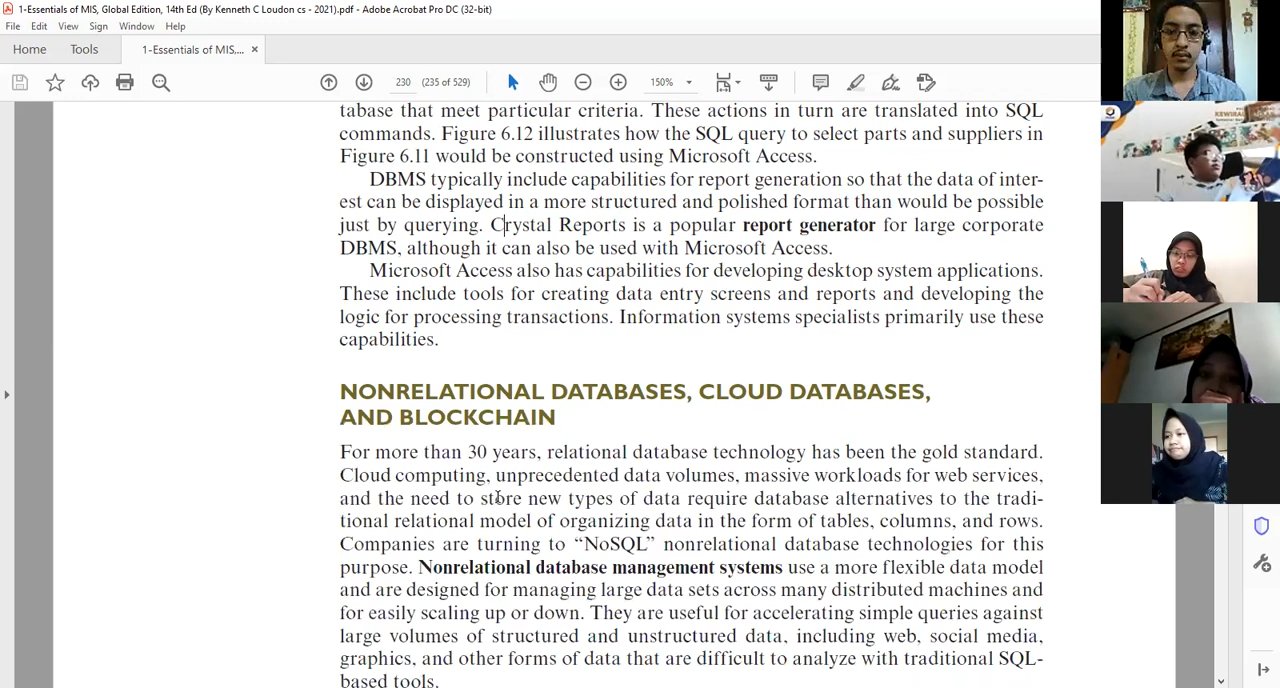 1-Essentials of MIS, Global Edition, 14th Ed (By Kenneth C Loudon cs - 2021).pdf - Adobe Acrobat Pro DC (32-bit)
File Edit View Sign Window Help
Home Tools 1-Essentials of MIS,... ×
230 (235 of 529) 150%
tabase that meet particular criteria. These actions in turn are translated into SQL
commands. Figure 6.12 illustrates how the SQL query to select parts and suppliers in
Figure 6.11 would be constructed using Microsoft Access.
DBMS typically include capabilities for report generation so that the data of inter-
est can be displayed in a more structured and polished format than would be possible
just by querying. Crystal Reports is a popular report generator for large corporate
DBMS, although it can also be used with Microsoft Access.
Microsoft Access also has capabilities for developing desktop system applications.
These include tools for creating data entry screens and reports and developing the
logic for processing transactions. Information systems specialists primarily use these
capabilities.
NONRELATIONAL DATABASES, CLOUD DATABASES,
AND BLOCKCHAIN
For more than 30 years, relational database technology has been the gold standard.
Cloud computing, unprecedented data volumes, massive workloads for web services,
and the need to store new types of data require database alternatives to the tradi-
tional relational model of organizing data in the form of tables, columns, and rows.
Companies are turning to “NoSQL” nonrelational database technologies for this
purpose. Nonrelational database management systems use a more flexible data model
and are designed for managing large data sets across many distributed machines and
for easily scaling up or down. They are useful for accelerating simple queries against
large volumes of structured and unstructured data, including web, social media,
graphics, and other forms of data that are difficult to analyze with traditional SQL-
based tools.